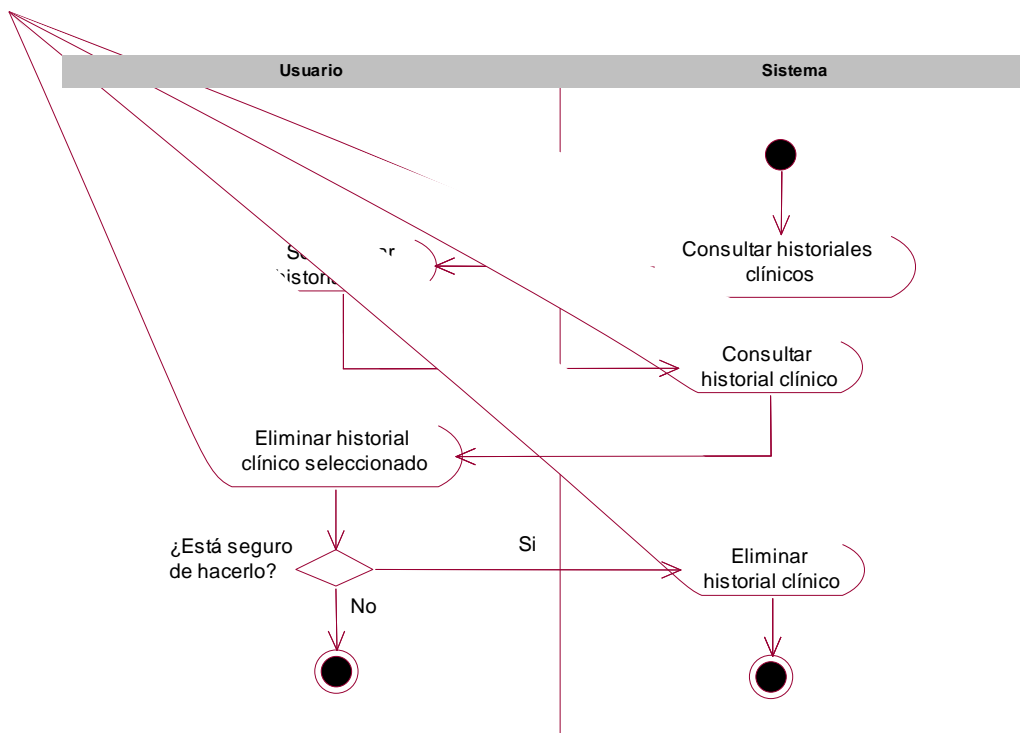 Usuario
Sistema
Consultar historiales
clínicos
Consultar
historial clínico
Eliminar historial
clínico seleccionado
¿Está seguro
de hacerlo?
Si
No
Eliminar
historial clínico